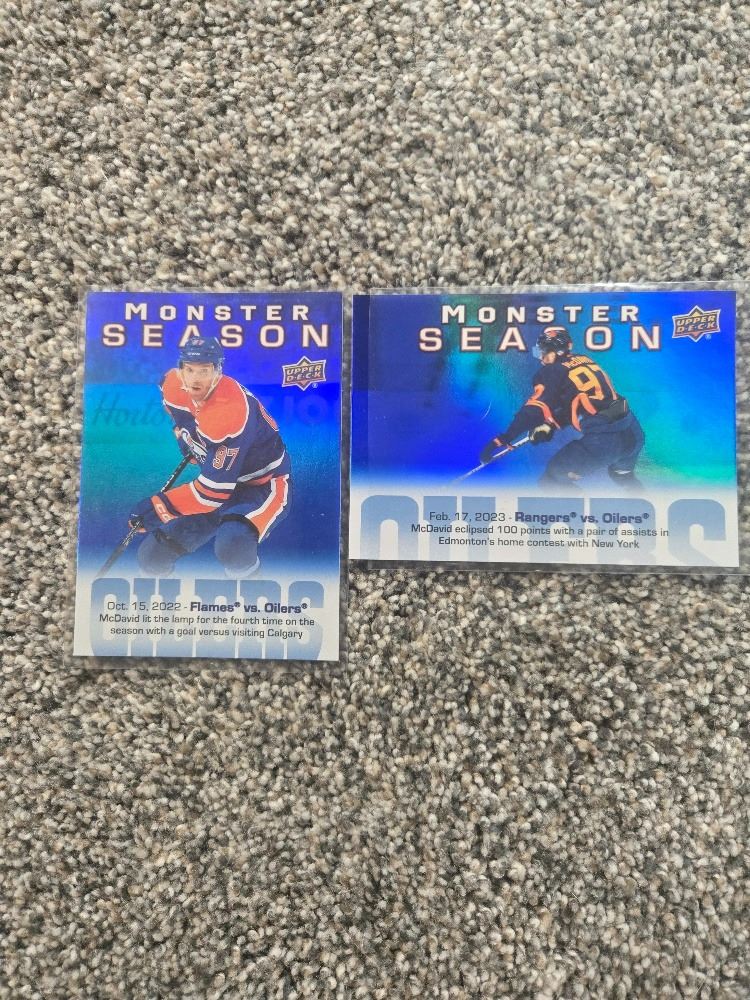 MONSTER
SEASON
UPPER
D·E·C·K
97
97
Horto
OILERS
Oct. 15, 2022 - Flames® vs. Oilers®
McDavid lit the lamp for the fourth time on the
season with a goal versus visiting Calgary
MONSTER
SEASON
UPPER
D·E·C·K
97
OILERS
Feb. 17, 2023 - Rangers® vs. Oilers®
McDavid eclipsed 100 points with a pair of assists in
Edmonton's home contest with New York